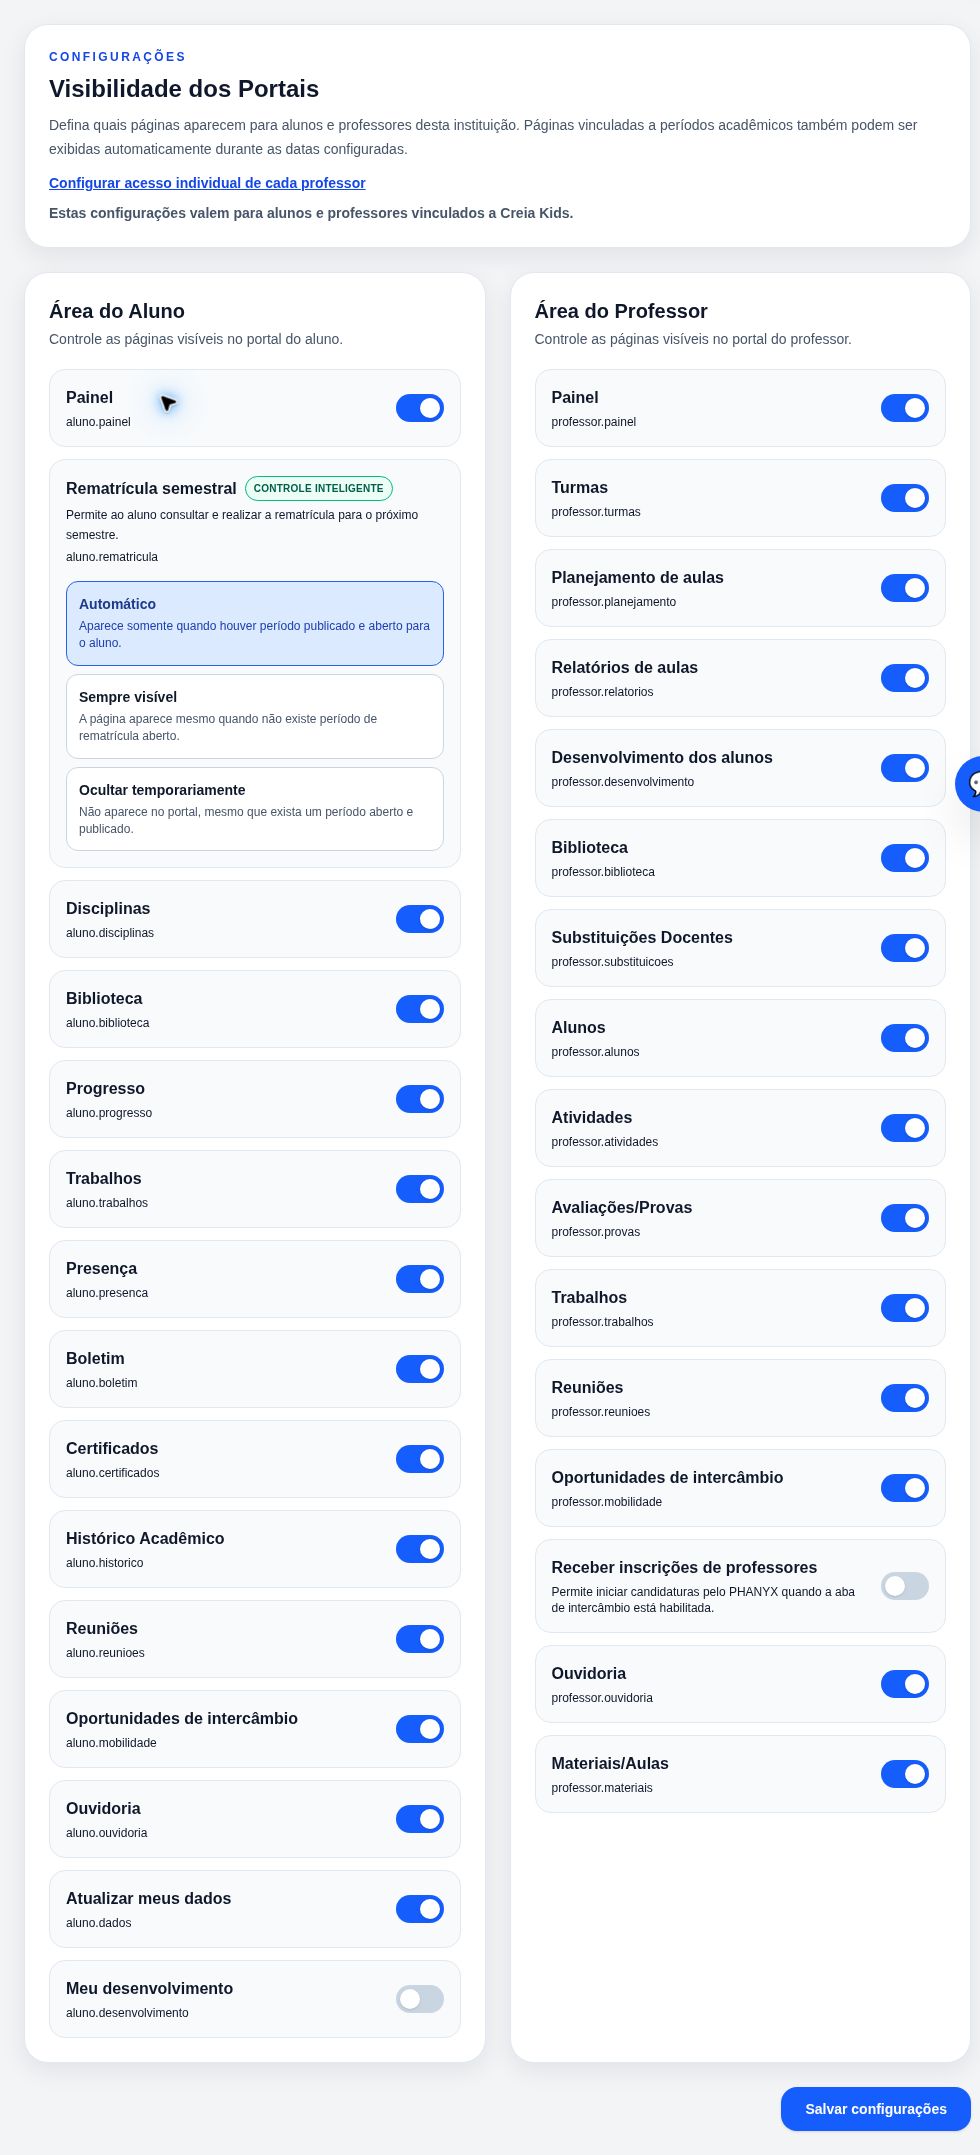 CONFIGURAÇÕES
Visibilidade dos Portais
Defina quais páginas aparecem para alunos e professores desta instituição. Páginas vinculadas a períodos acadêmicos também podem ser
exibidas automaticamente durante as datas configuradas.
Configurar acesso individual de cada professor
Estas configurações valem para alunos e professores vinculados a Creia Kids.
Área do Aluno
Controle as páginas visíveis no portal do aluno.
Painel
aluno.painel
Rematrícula semestral CONTROLE INTELIGENTE
Permite ao aluno consultar e realizar a rematrícula para o próximo
semestre.
aluno.rematricula
Automático
Aparece somente quando houver período publicado e aberto para
o aluno.
Sempre visível
A página aparece mesmo quando não existe período de
rematrícula aberto.
Ocultar temporariamente
Não aparece no portal, mesmo que exista um período aberto e
publicado.
Disciplinas
aluno.disciplinas
Biblioteca
aluno.biblioteca
Progresso
aluno.progresso
Trabalhos
aluno.trabalhos
Presença
aluno.presenca
Boletim
aluno.boletim
Certificados
aluno.certificados
Histórico Acadêmico
aluno.historico
Reuniões
aluno.reunioes
Oportunidades de intercâmbio
aluno.mobilidade
Ouvidoria
aluno.ouvidoria
Atualizar meus dados
aluno.dados
Meu desenvolvimento
aluno.desenvolvimento
Área do Professor
Controle as páginas visíveis no portal do professor.
Painel
professor.painel
Turmas
professor.turmas
Planejamento de aulas
professor.planejamento
Relatórios de aulas
professor.relatorios
Desenvolvimento dos alunos
professor.desenvolvimento
Biblioteca
professor.biblioteca
Substituições Docentes
professor.substituicoes
Alunos
professor.alunos
Atividades
professor.atividades
Avaliações/Provas
professor.provas
Trabalhos
professor.trabalhos
Reuniões
professor.reunioes
Oportunidades de intercâmbio
professor.mobilidade
Receber inscrições de professores
Permite iniciar candidaturas pelo PHANYX quando a aba
de intercâmbio está habilitada.
Ouvidoria
professor.ouvidoria
Materiais/Aulas
professor.materiais
Salvar configurações